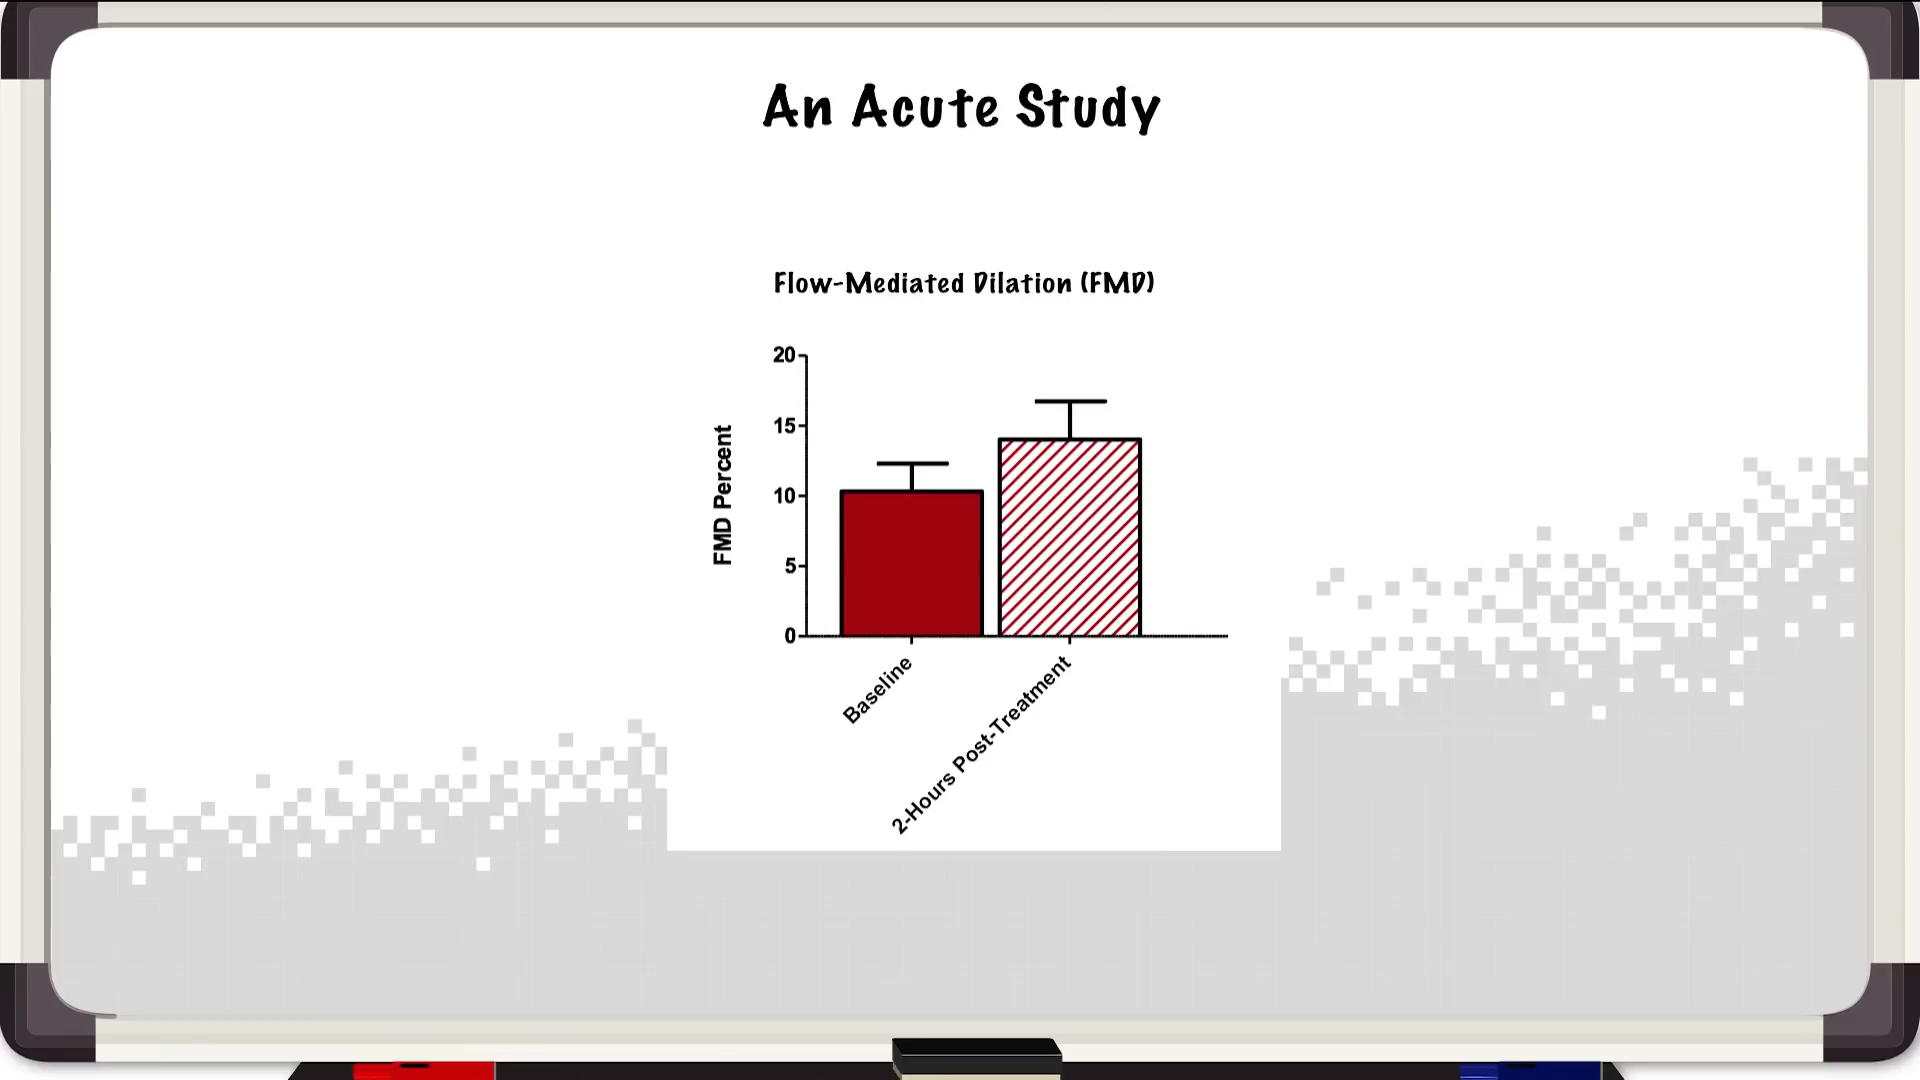 An Acute Study
Flow-Mediated Dilation (FMD)
FMD Percent
20
15
10
5
0
Baseline
2-Hours Post-Treatment